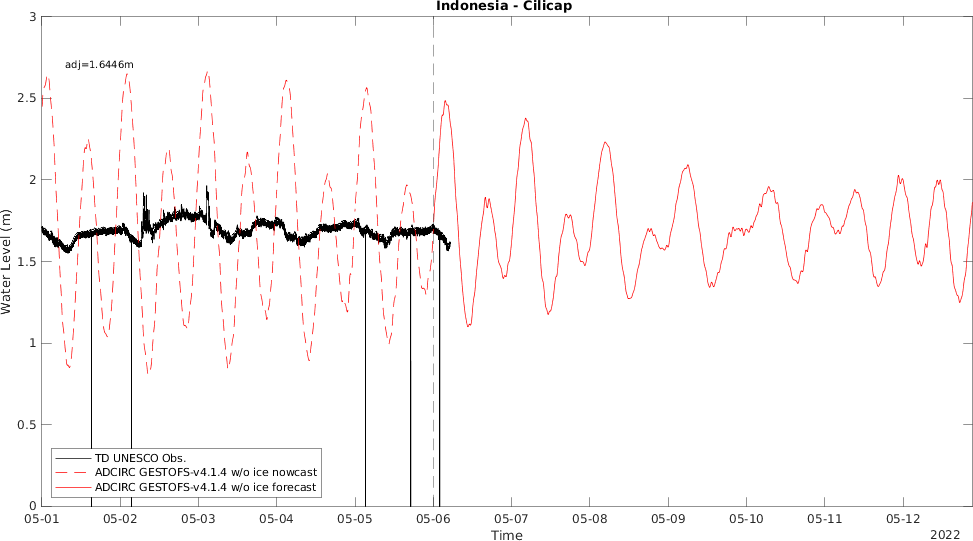 Indonesia - Cilicap
3
adj=1.6446m
2.5
2
1.5
1
0.5
0
Water Level (m)
TD UNESCO Obs.
ADCIRC GESTOFS-v4.1.4 w/o ice nowcast
ADCIRC GESTOFS-v4.1.4 w/o ice forecast
05-01 05-02 05-03 05-04 05-05 05-06 05-07 05-08 05-09 05-10 05-11 05-12
Time
2022